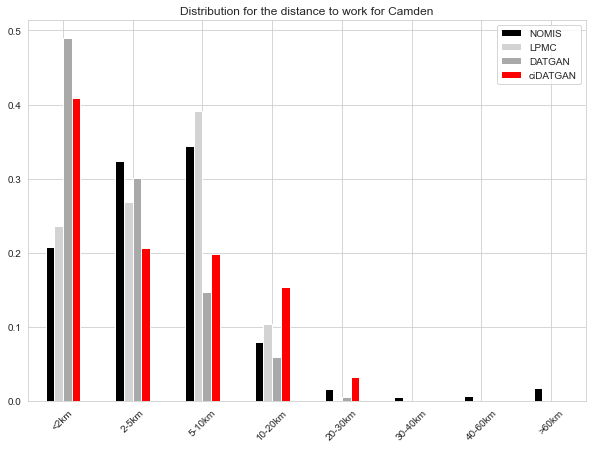 Distribution for the distance to work for Camden
NOMIS
LPMC
DATGAN
ciDATGAN
0.5
0.4
0.3
0.2
0.1
0.0
<2km
2-5km
5-10km
10-20km
20-30km
30-40km
40-60km
>60km